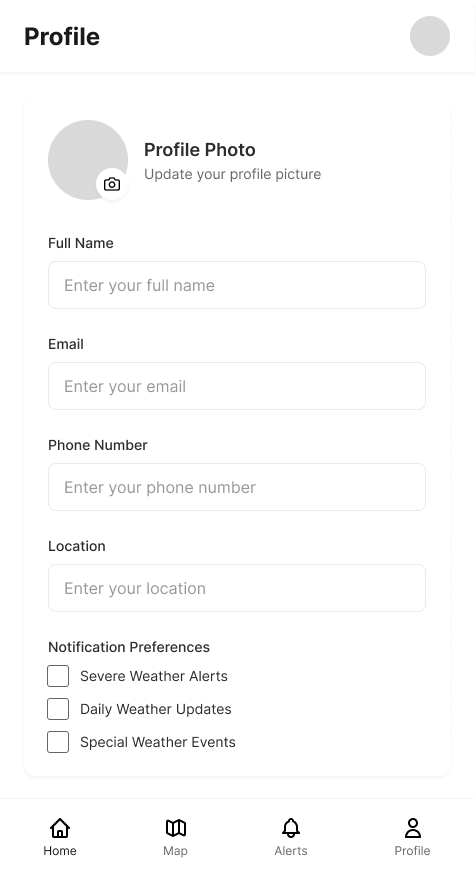 Profile
Profile Photo
Update your profile picture
Full Name
Enter your full name
Email
Enter your email
Phone Number
Enter your phone number
Location
Enter your location
Notification Preferences
Severe Weather Alerts
Daily Weather Updates
Special Weather Events
Home
Map
Alerts
Profile